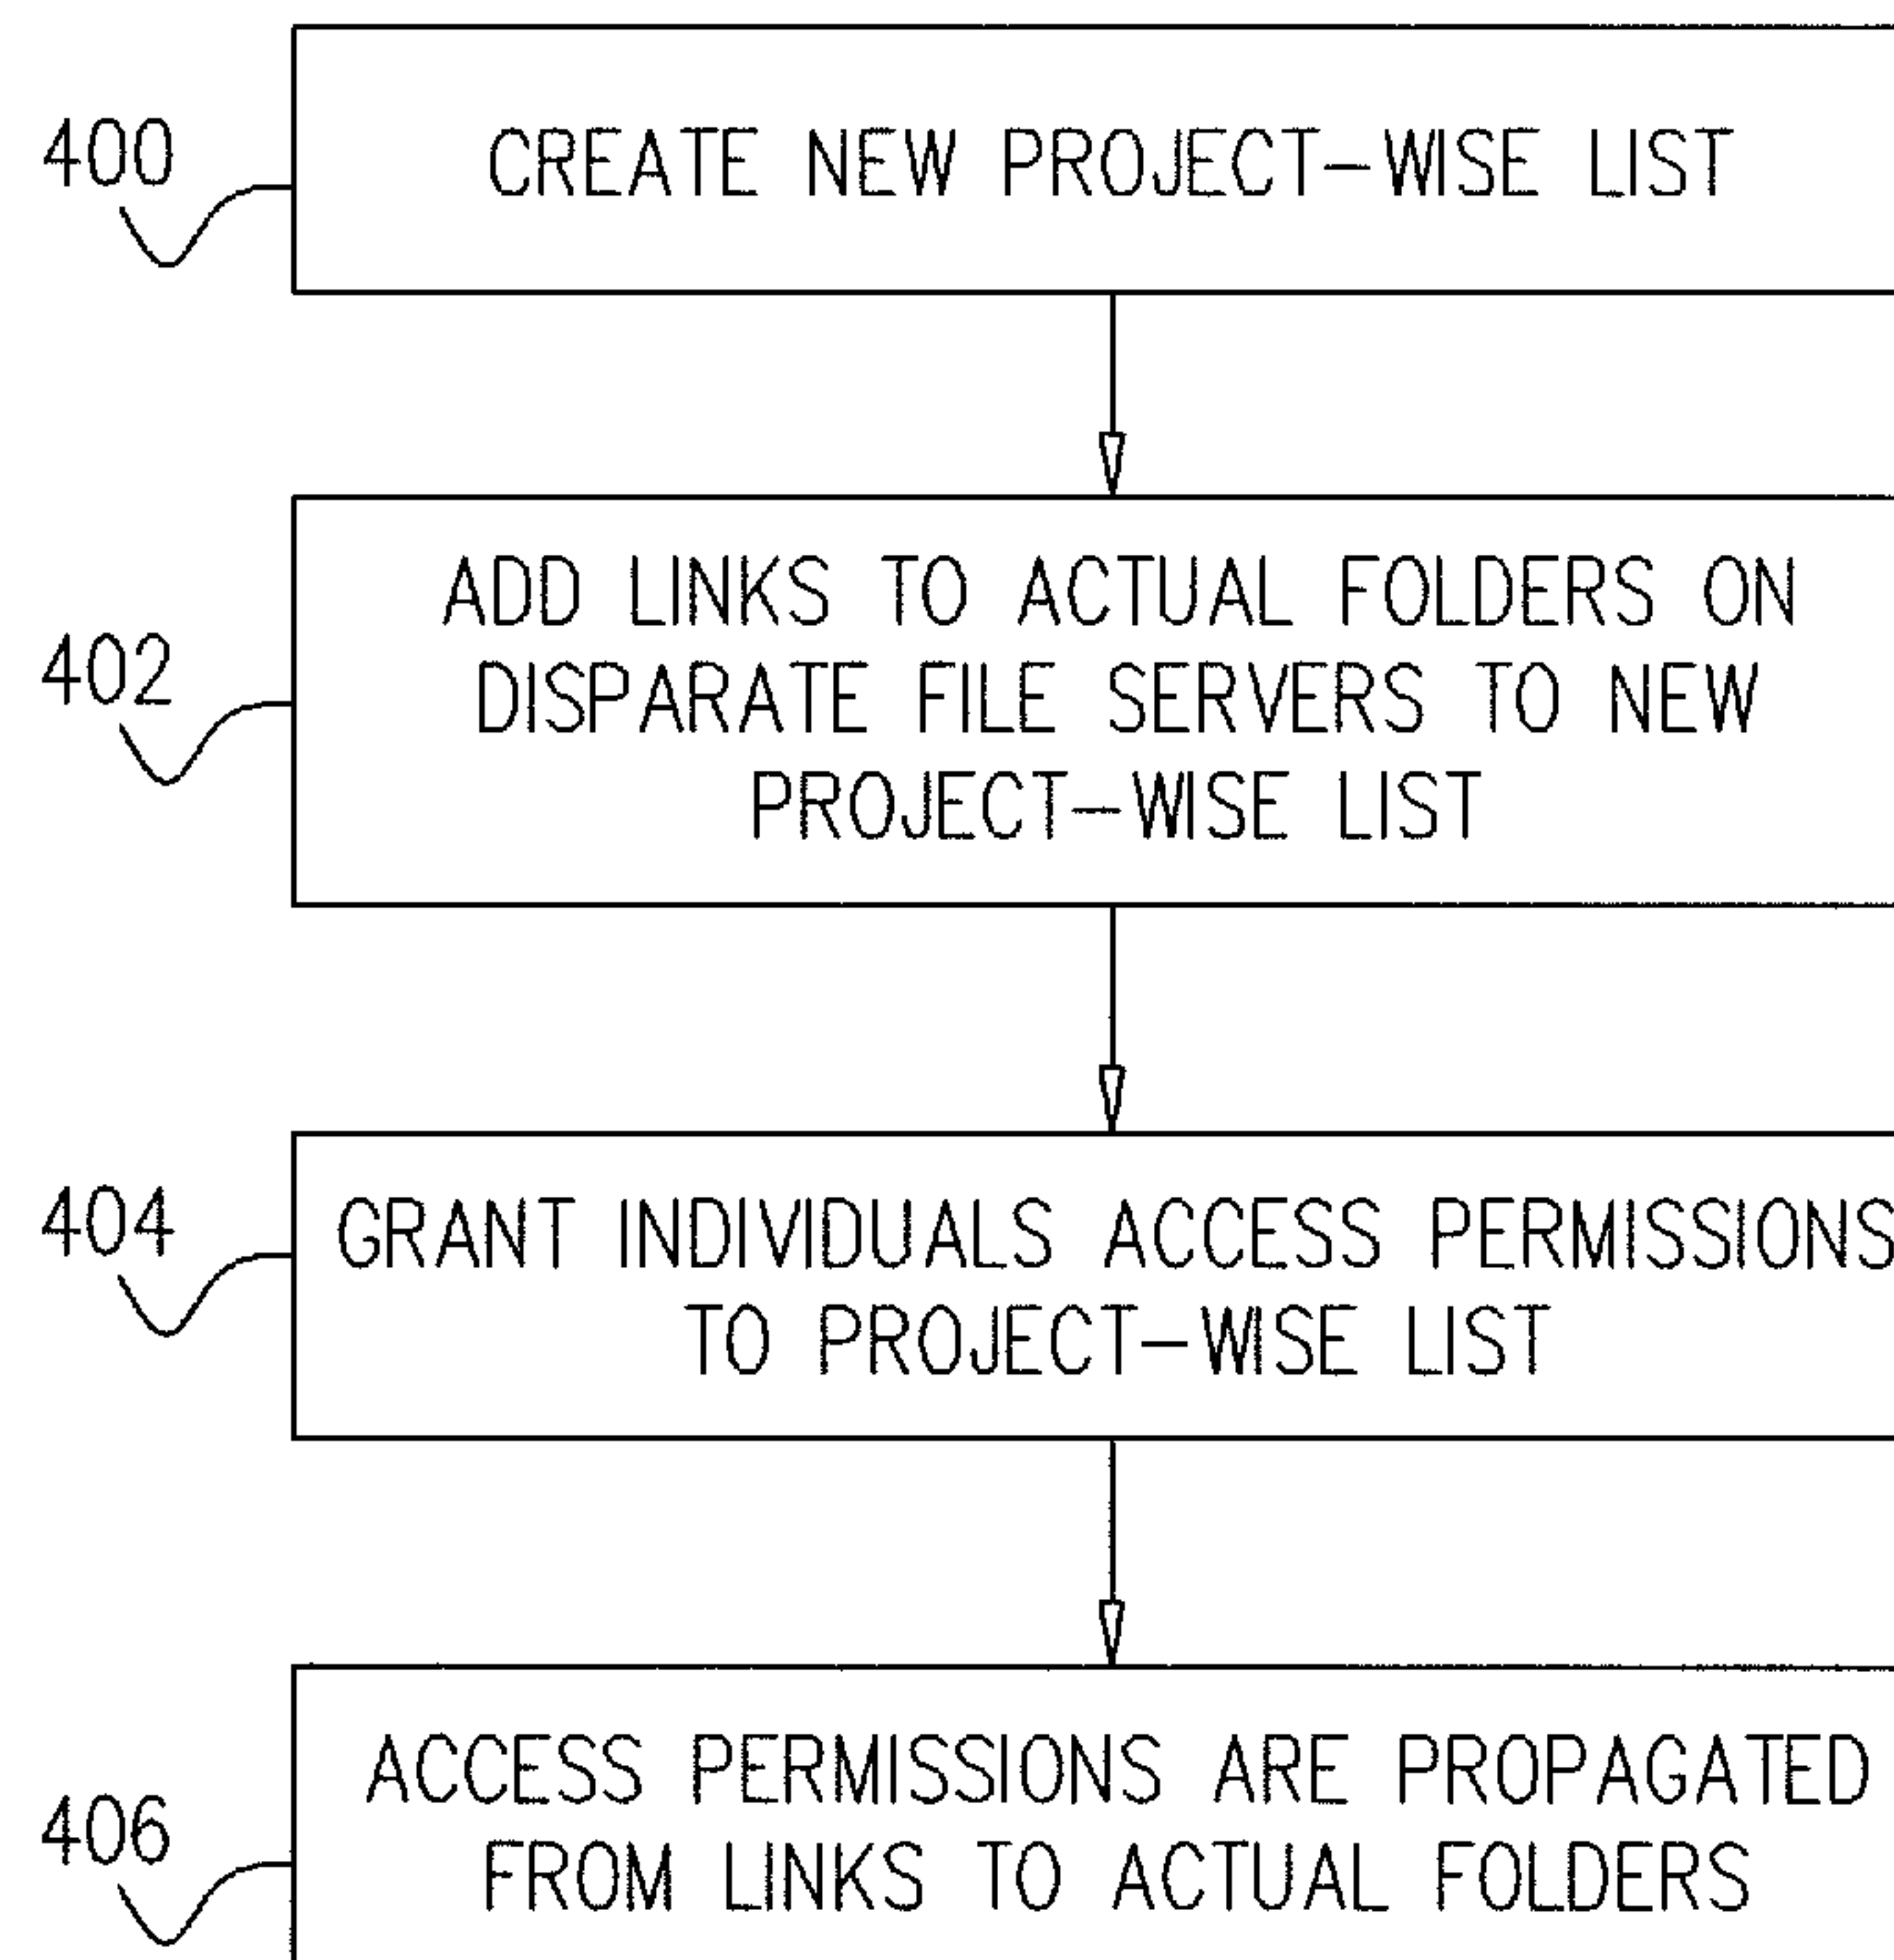 400
CREATE NEW PROJECT-WISE LIST
402
ADD LINKS TO ACTUAL FOLDERS ON
DISPARATE FILE SERVERS TO NEW
PROJECT-WISE LIST
404
GRANT INDIVIDUALS ACCESS PERMISSIONS
TO PROJECT-WISE LIST
406
ACCESS PERMISSIONS ARE PROPAGATED
FROM LINKS TO ACTUAL FOLDERS